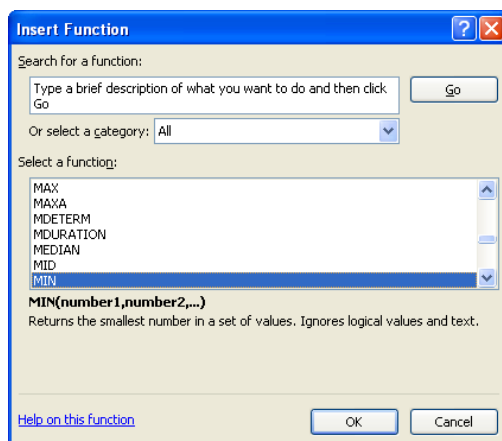 Insert Function
Search for a function:
Type a brief description of what you want to do and then click
Go
Go
Or select a category: All
Select a function:
MAX
MAXA
MDETERM
MDURATION
MEDIAN
MID
MIN
MIN(number1,number2,...)
Returns the smallest number in a set of values. Ignores logical values and text.
Help on this function
OK
Cancel